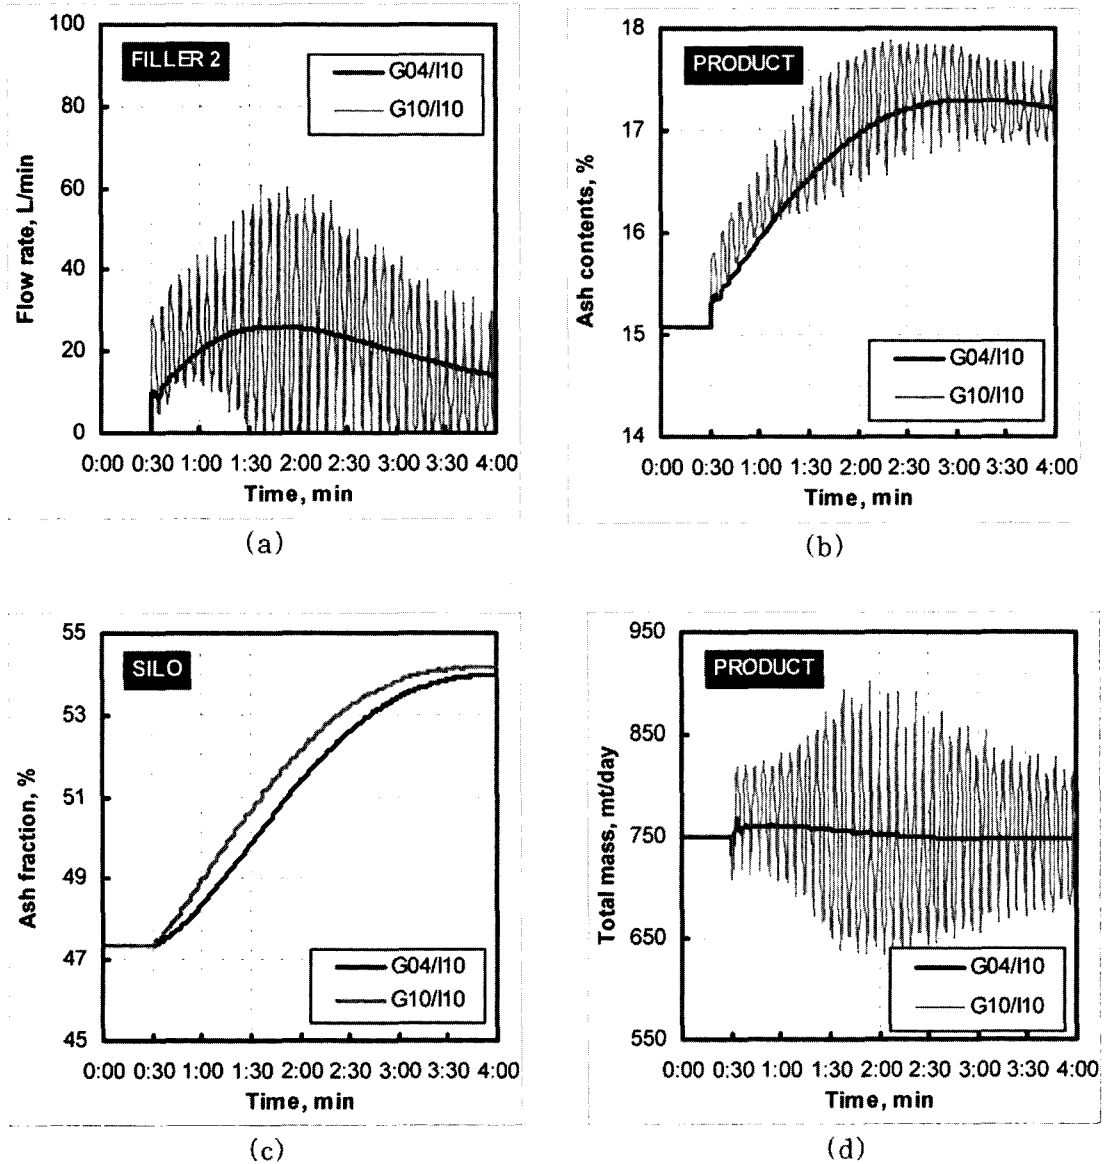 100
80
60
40
20
0
Flow rate, L/min
FILLER 2
G04/I10
G10/I10
0:00 0:30 1:00 1:30 2:00 2:30 3:00 3:30 4:00
Time, min
(a)
18
17
16
15
14
Ash contents, %
PRODUCT
G04/I10
G10/I10
0:00 0:30 1:00 1:30 2:00 2:30 3:00 3:30 4:00
Time, min
(b)
55
53
51
49
47
45
Ash fraction, %
SILO
G04/I10
G10/I10
0:00 0:30 1:00 1:30 2:00 2:30 3:00 3:30 4:00
Time, min
(c)
950
850
750
650
550
Total mass, mt/day
PRODUCT
G04/I10
G10/I10
0:00 0:30 1:00 1:30 2:00 2:30 3:00 3:30 4:00
Time, min
(d)